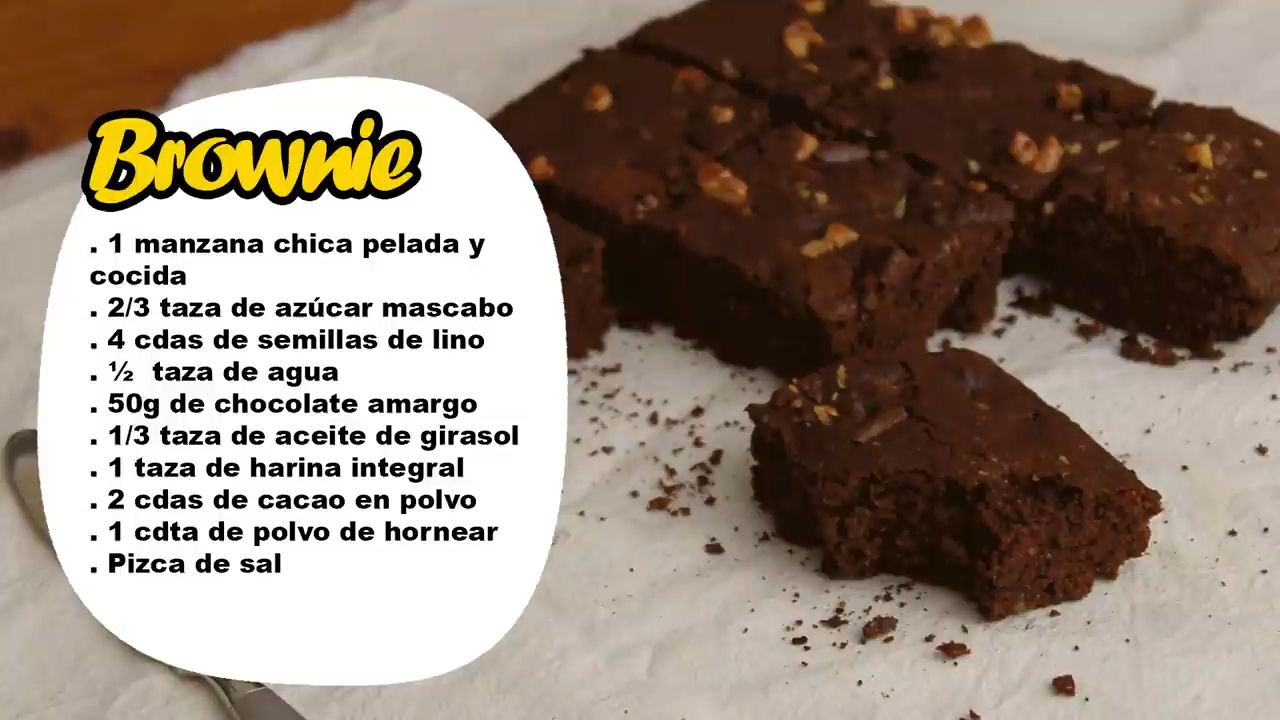 Brownie
. 1 manzana chica pelada y
cocida
. 2/3 taza de azúcar mascabo
. 4 cdas de semillas de lino
. ½  taza de agua
. 50g de chocolate amargo
. 1/3 taza de aceite de girasol
. 1 taza de harina integral
. 2 cdas de cacao en polvo
. 1 cdta de polvo de hornear
. Pizca de sal